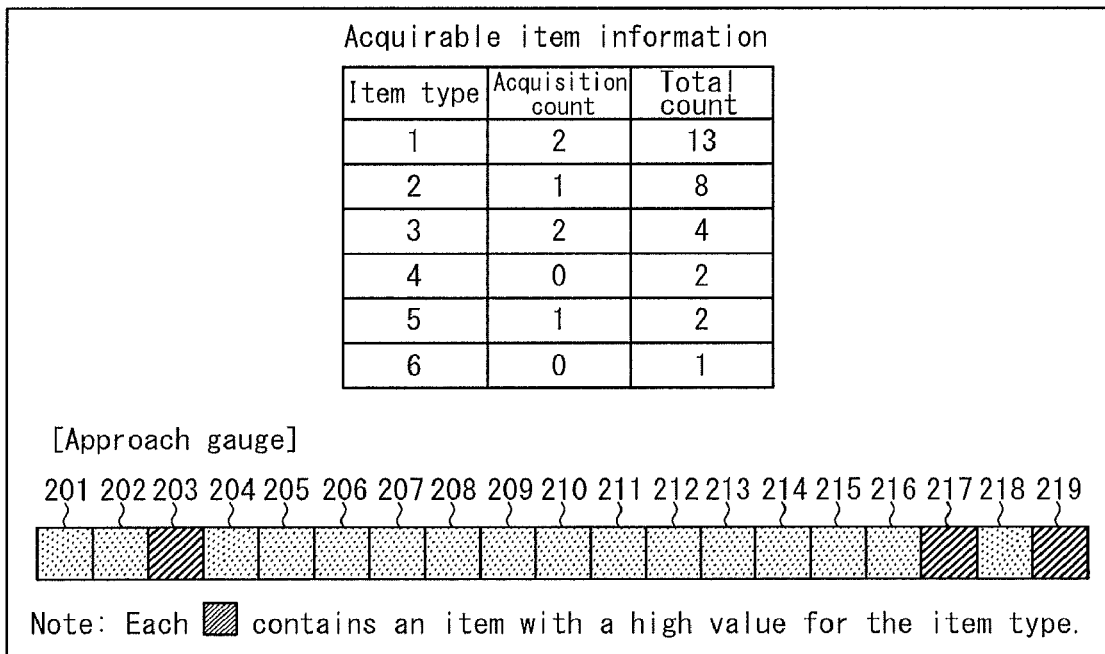 Acquirable item information
Item type Acquisition count Total count
1 2 13
2 1 8
3 2 4
4 0 2
5 1 2
6 0 1
[Approach gauge]
201 202 203 204 205 206 207 208 209 210 211 212 213 214 215 216 217 218 219
Note: Each contains an item with a high value for the item type.